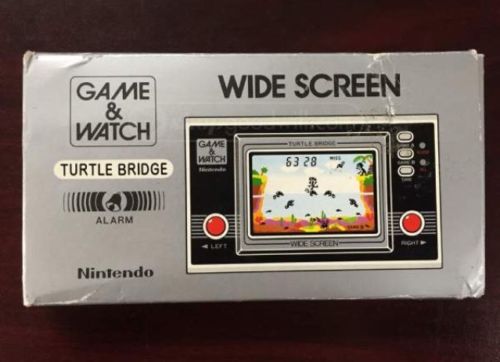 GAME
&
WATCH
TURTLE BRIDGE
ALARM
Nintendo
WIDE SCREEN
GAME
&
WATCH
Nintendo
TURTLE BRIDGE
6328
MISS
WIDE SCREEN
◄ LEFT
RIGHT ►